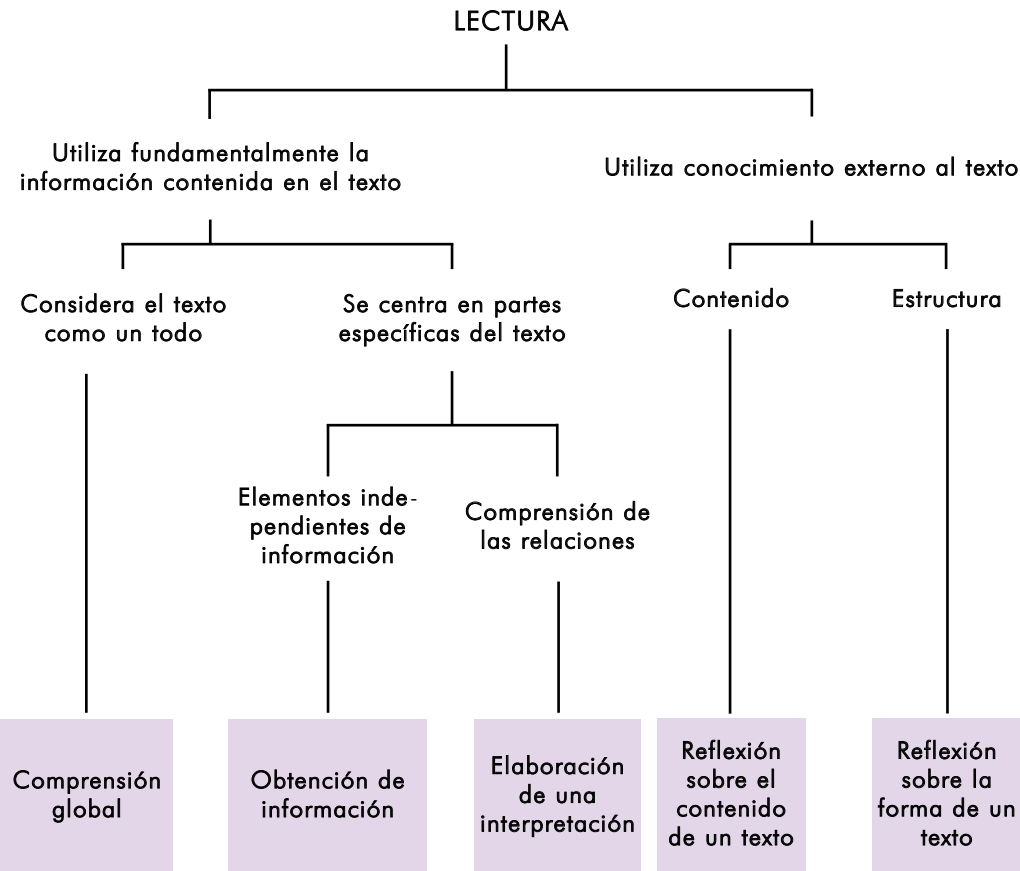 LECTURA
Utiliza fundamentalmente la
información contenida en el texto
Utiliza conocimiento externo al texto
Considera el texto
como un todo
Se centra en partes
específicas del texto
Contenido
Estructura
Elementos inde-
pendientes de
información
Comprensión de
las relaciones
Comprensión
global
Obtención de
información
Elaboración
de una
interpretación
Reflexión
sobre el
contenido
de un texto
Reflexión
sobre la
forma de un
texto